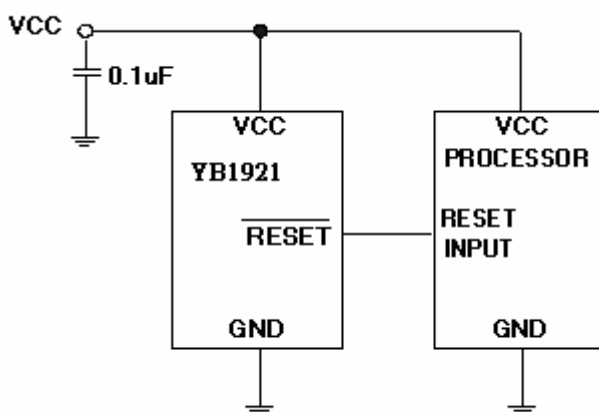 VCC
0.1uF
VCC
YB1921
RESET
GND
VCC
PROCESSOR
RESET
INPUT
GND